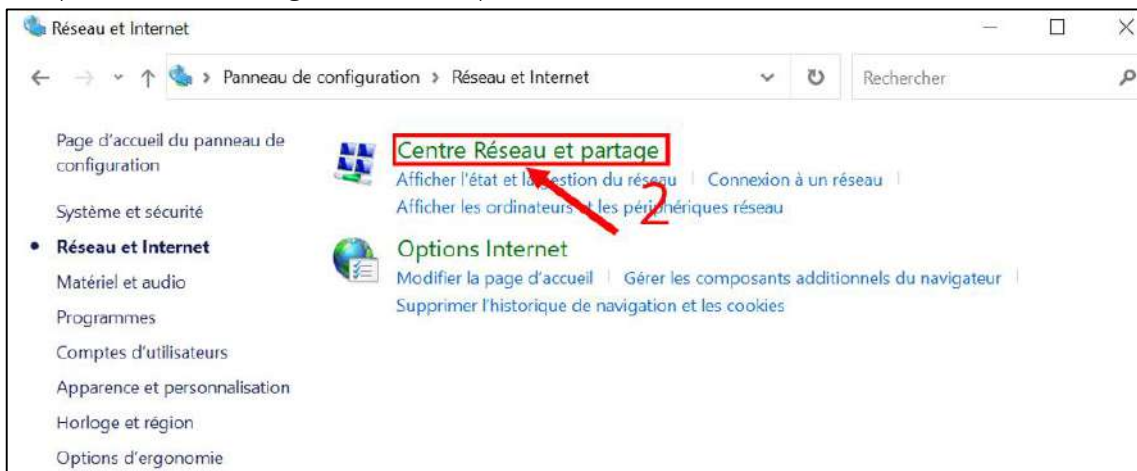 Réseau et Internet
Panneau de configuration > Réseau et Internet
Rechercher
Page d'accueil du panneau de
configuration
Système et sécurité
Réseau et Internet
Matériel et audio
Programmes
Comptes d'utilisateurs
Apparence et personnalisation
Horloge et région
Options d'ergonomie
Centre Réseau et partage
Afficher l'état et la gestion du réseau
Connexion à un réseau
Afficher les ordinateurs et les périphériques réseau
2
Options Internet
Modifier la page d'accueil
Gérer les composants additionnels du navigateur
Supprimer l'historique de navigation et les cookies